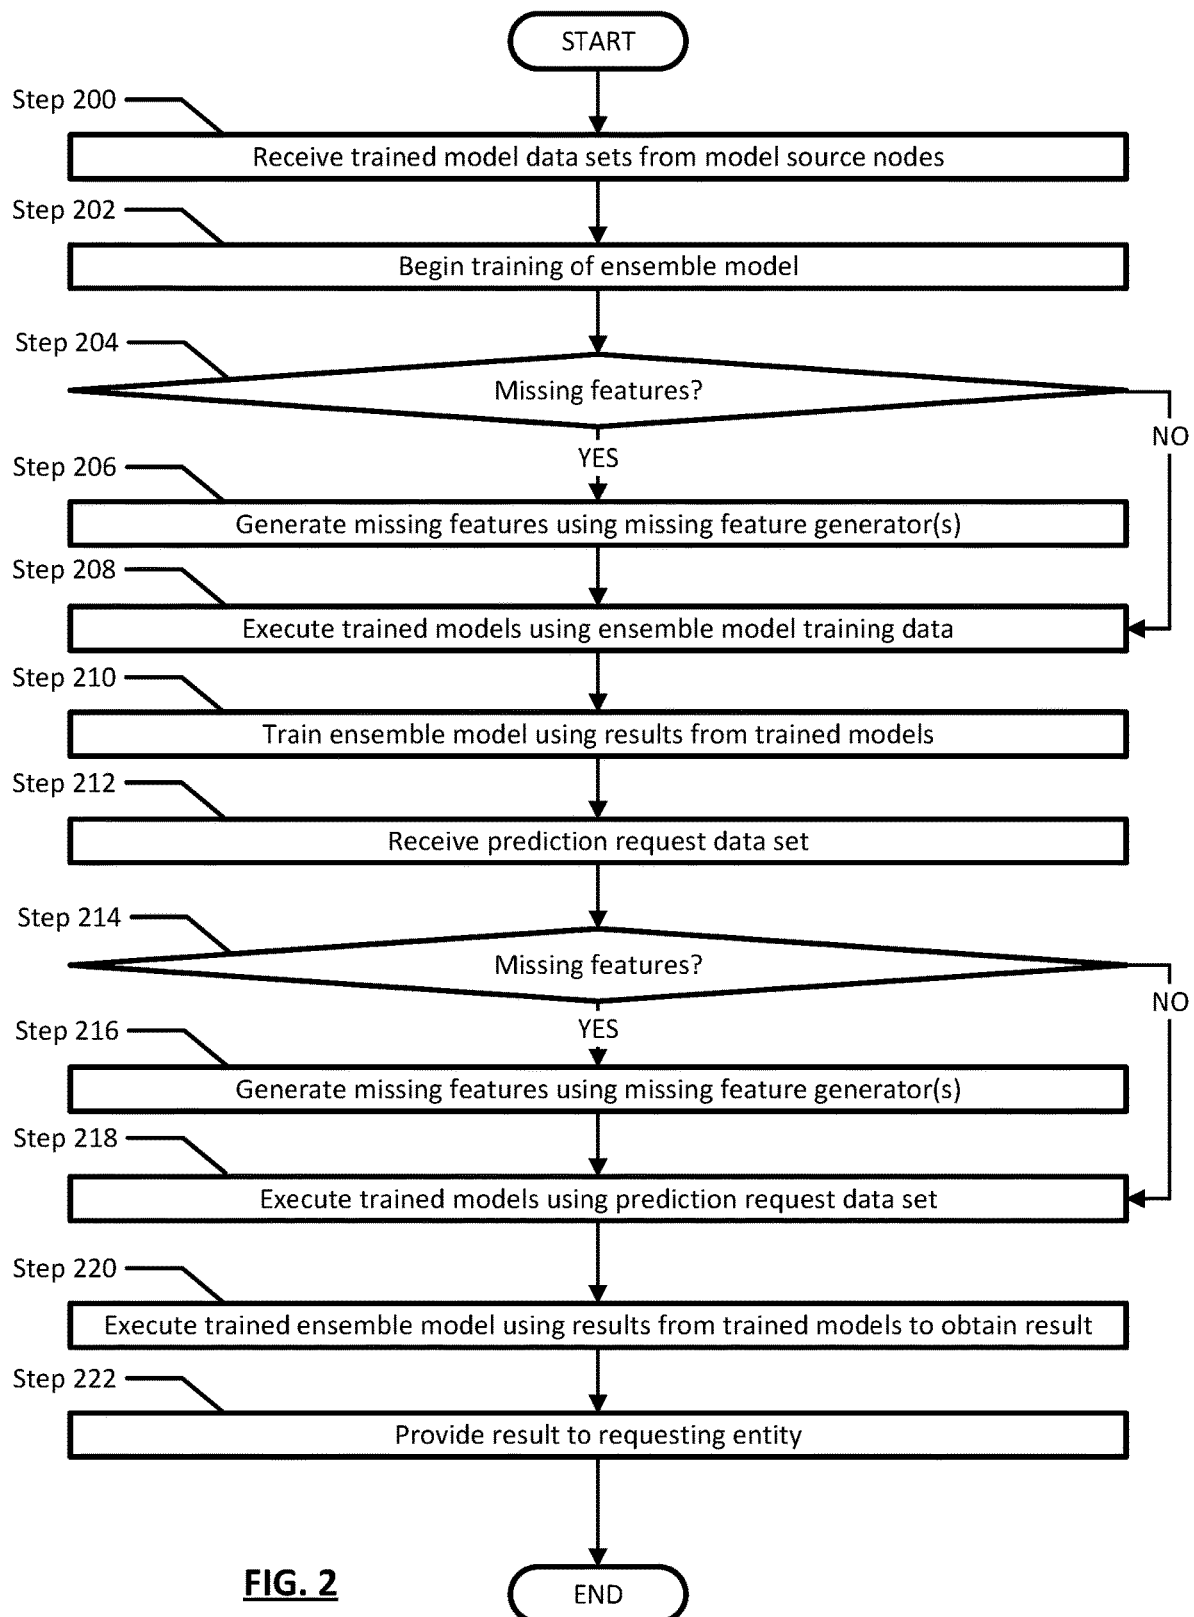 START
Step 200
Receive trained model data sets from model source nodes
Step 202
Begin training of ensemble model
Step 204
Missing features?
NO
YES
Step 206
Generate missing features using missing feature generator(s)
Step 208
Execute trained models using ensemble model training data
Step 210
Train ensemble model using results from trained models
Step 212
Receive prediction request data set
Step 214
Missing features?
NO
YES
Step 216
Generate missing features using missing feature generator(s)
Step 218
Execute trained models using prediction request data set
Step 220
Execute trained ensemble model using results from trained models to obtain result
Step 222
Provide result to requesting entity
FIG. 2
END